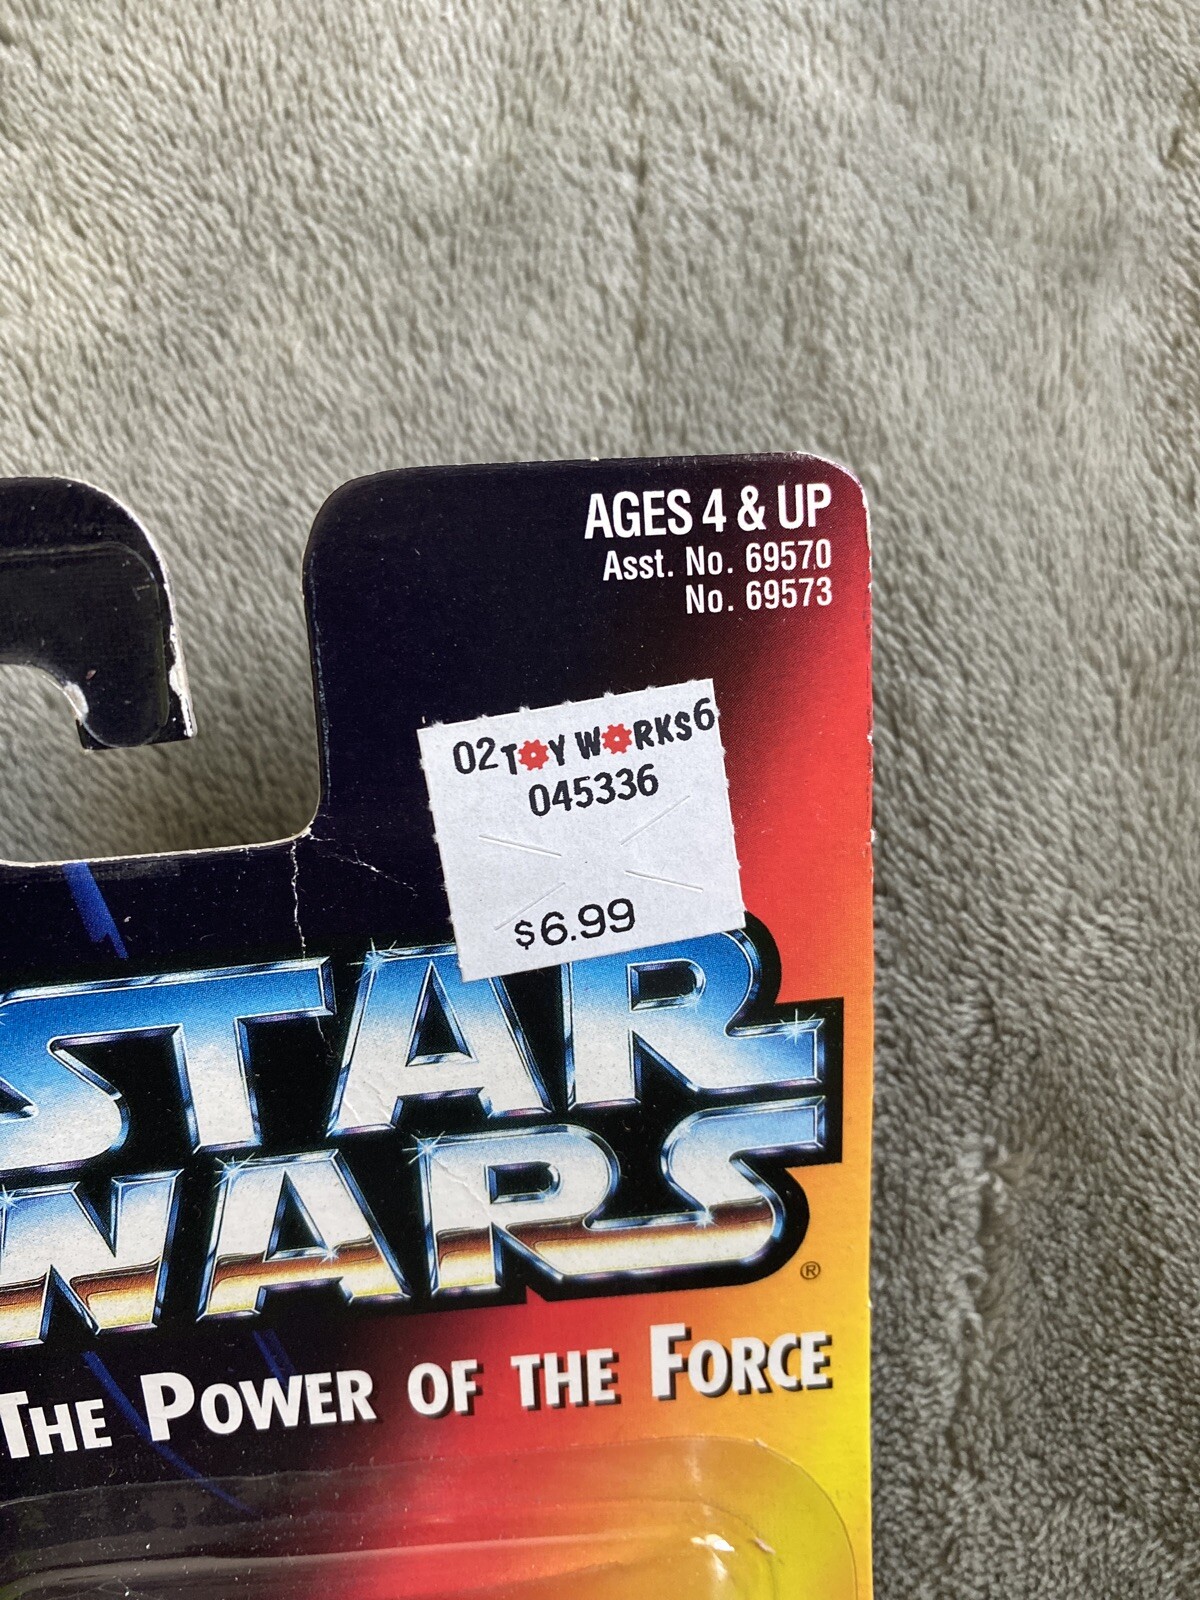 AGES 4 & UP
Asst. No. 69570
No. 69573
02 TOY WORKS 6
045336
$6.99
STAR
WARS
®
THE POWER OF THE FORCE